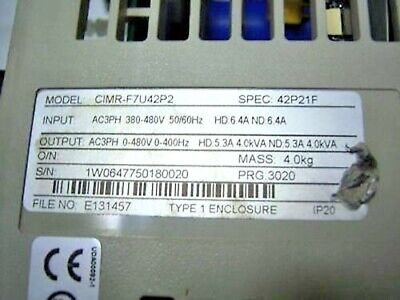 MODEL: CIMR-F7U42P2 SPEC: 42P21F
INPUT: AC3PH 380-480V 50/60Hz HD:6.4A ND 6.4A
OUTPUT: AC3PH 0-480V 0-400Hz HD:5.3A 4.0kVA ND:5.3A 4.0kVA
O/N: MASS: 4.0kg
S/N: 1W0647750180020 PRG.3020
FILE NO: E131457 TYPE 1 ENCLOSURE IP20
CE
UDA00092-1